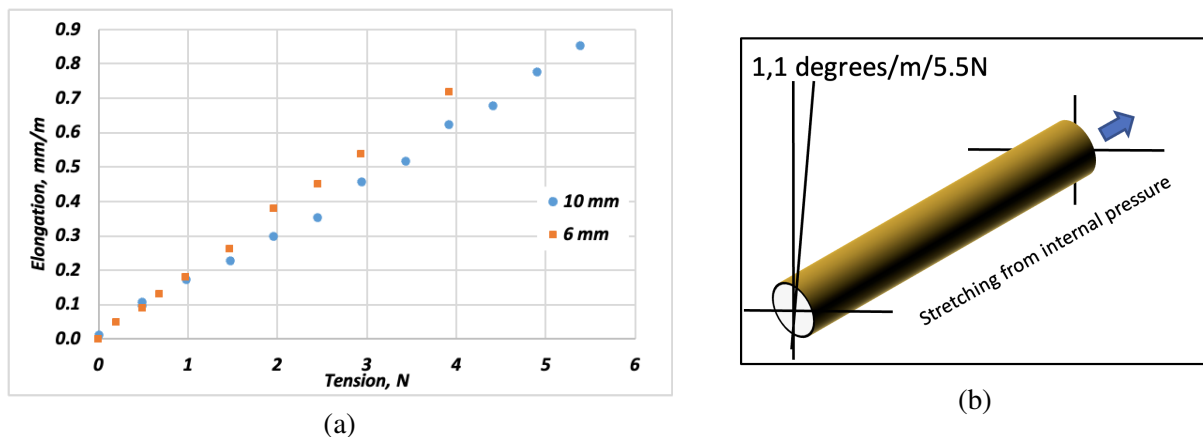 0.9
0.8
0.7
0.6
0.5
0.4
0.3
0.2
0.1
0.0
Elongation, mm/m
0 1 2 3 4 5 6
Tension, N
10 mm
6 mm
(a)
1,1 degrees/m/5.5N
Stretching from internal pressure
(b)